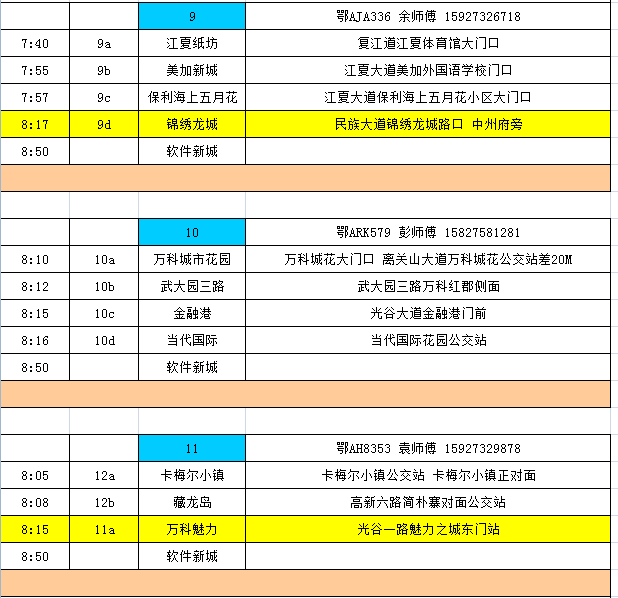 9 鄂AJA336 余师傅 15927326718
7:40 9a 江夏纸坊 复江道江夏体育馆大门口
7:55 9b 美加新城 江夏大道美加外国语学校门口
7:57 9c 保利海上五月花 江夏大道保利海上五月花小区大门口
8:17 9d 锦绣龙城 民族大道锦绣龙城路口 中州府旁
8:50 软件新城
10 鄂ARK579 彭师傅 15827581281
8:10 10a 万科城市花园 万科城花大门口 离关山大道万科城花公交站差20M
8:12 10b 武大园三路 武大园三路万科红郡侧面
8:15 10c 金融港 光谷大道金融港门前
8:16 10d 当代国际 当代国际花园公交站
8:50 软件新城
11 鄂AH8353 袁师傅 15927329878
8:05 12a 卡梅尔小镇 卡梅尔小镇公交站 卡梅尔小镇正对面
8:08 12b 藏龙岛 高新六路简朴寨对面公交站
8:15 11a 万科魅力 光谷一路魅力之城东门站
8:50 软件新城